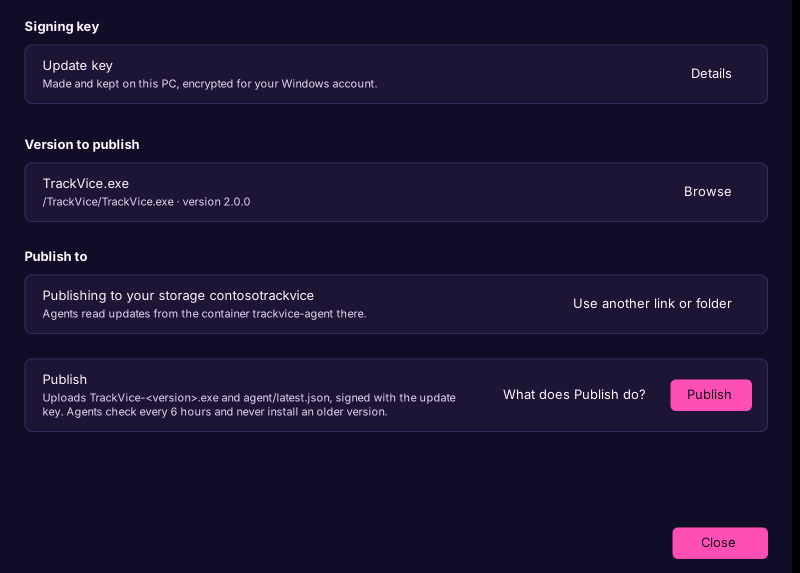 Signing key
Update key
Made and kept on this PC, encrypted for your Windows account.
Details
Version to publish
TrackVice.exe
/TrackVice/TrackVice.exe · version 2.0.0
Browse
Publish to
Publishing to your storage contosotrackvice
Agents read updates from the container trackvice-agent there.
Use another link or folder
Publish
Uploads TrackVice-<version>.exe and agent/latest.json, signed with the update
key. Agents check every 6 hours and never install an older version.
What does Publish do?
Publish
Close